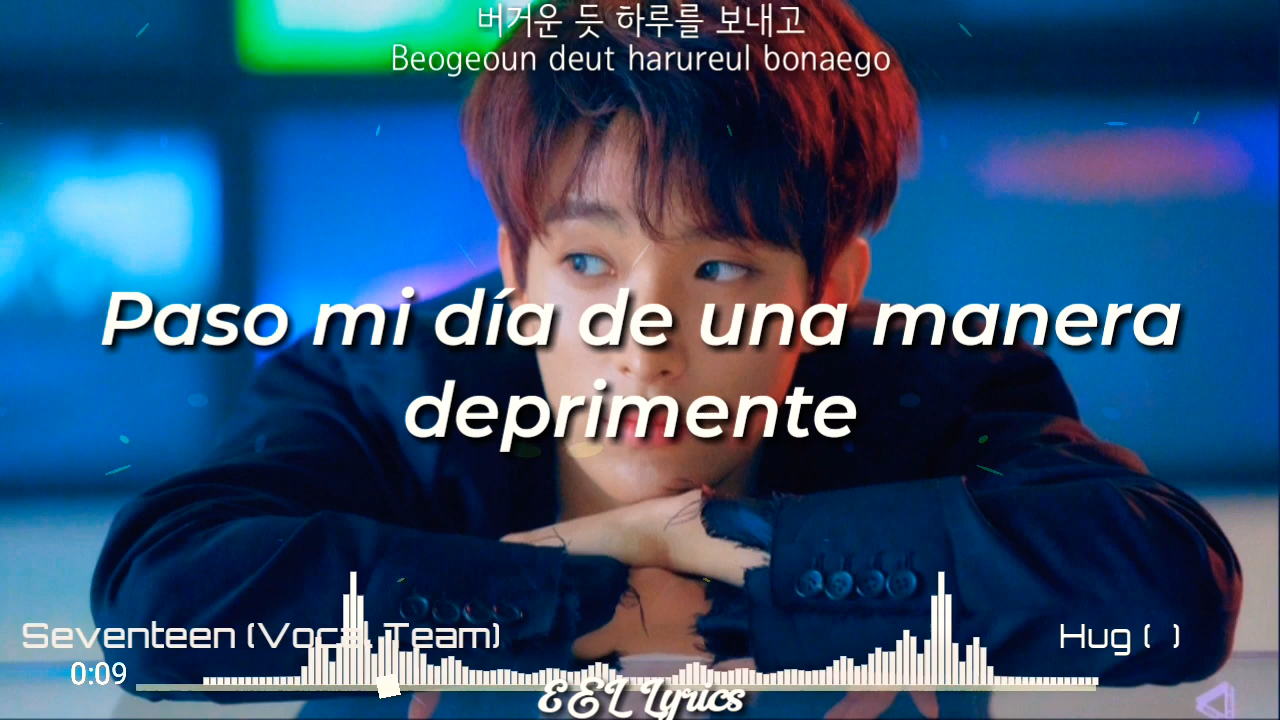 버거운 듯 하루를 보내고
Beogeoun deut harureul bonaego
Paso mi día de una manera
deprimente
Seventeen (Vocal Team)
Hug ( )
0:09
EEL Lyrics